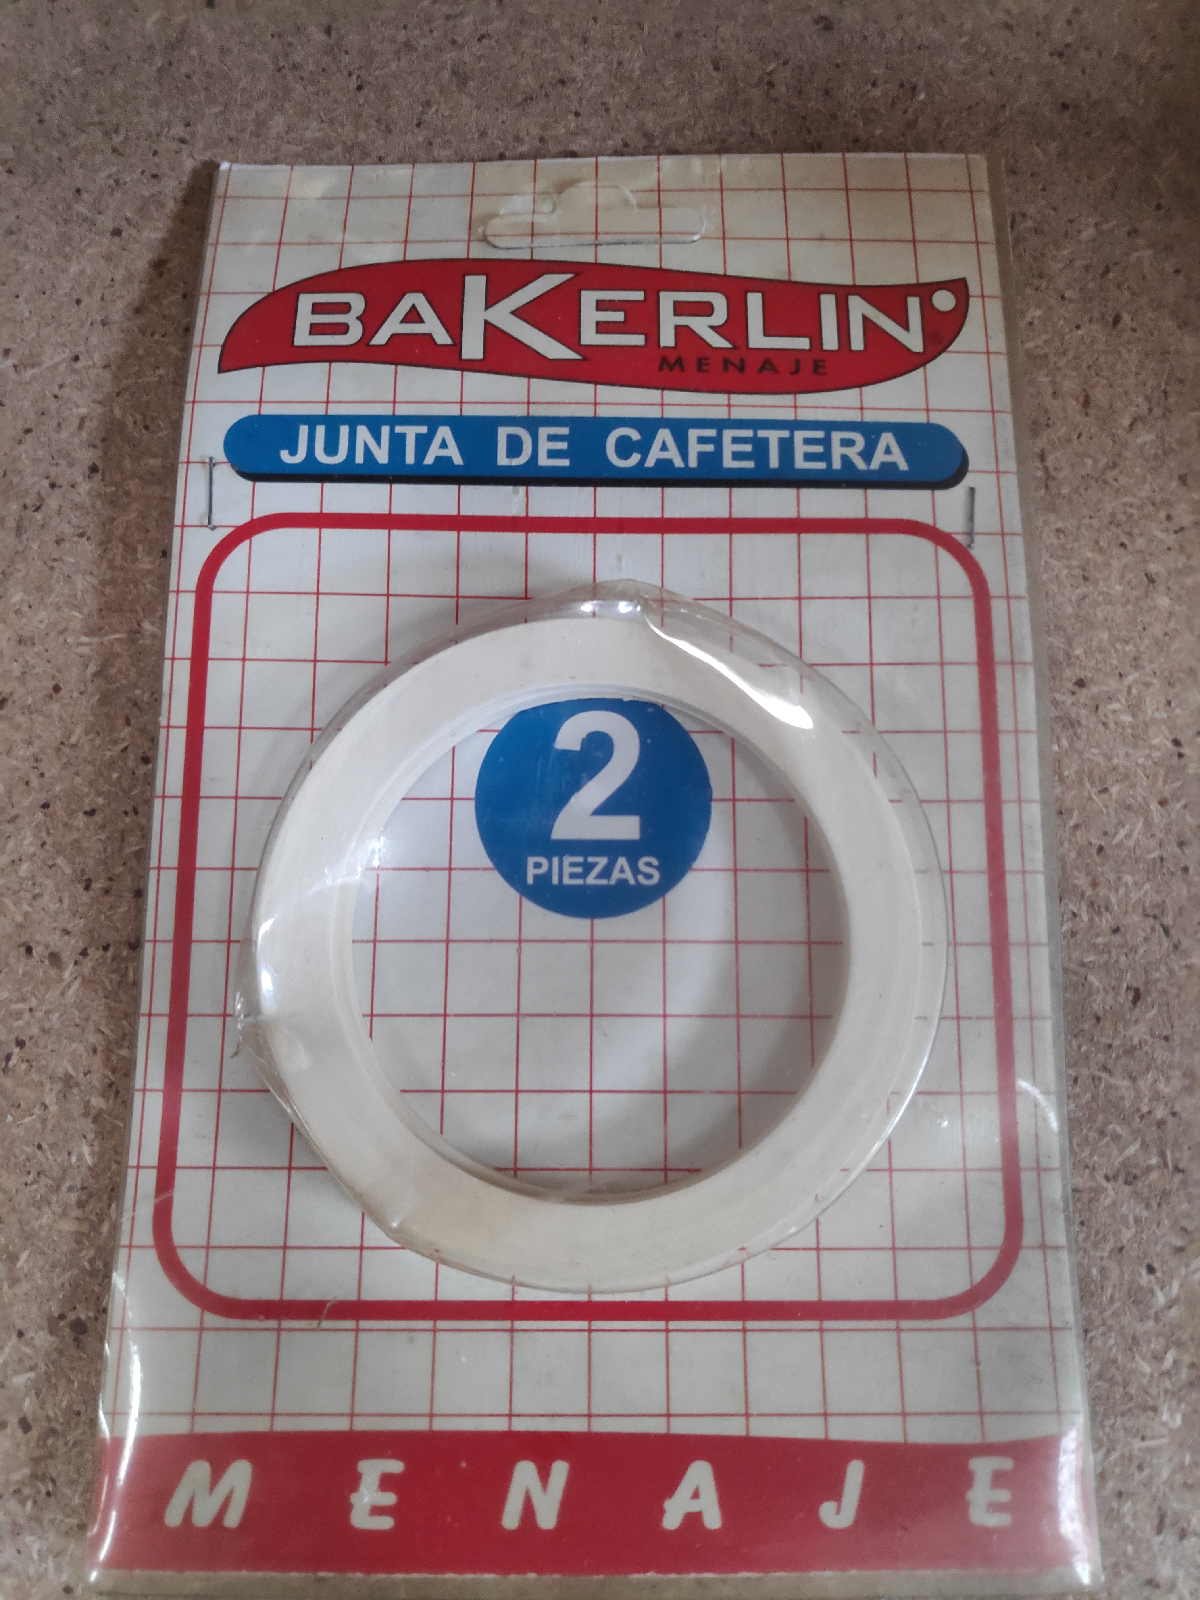 BAKERLIN
MENAJE
JUNTA DE CAFETERA
2
PIEZAS
MENAJE